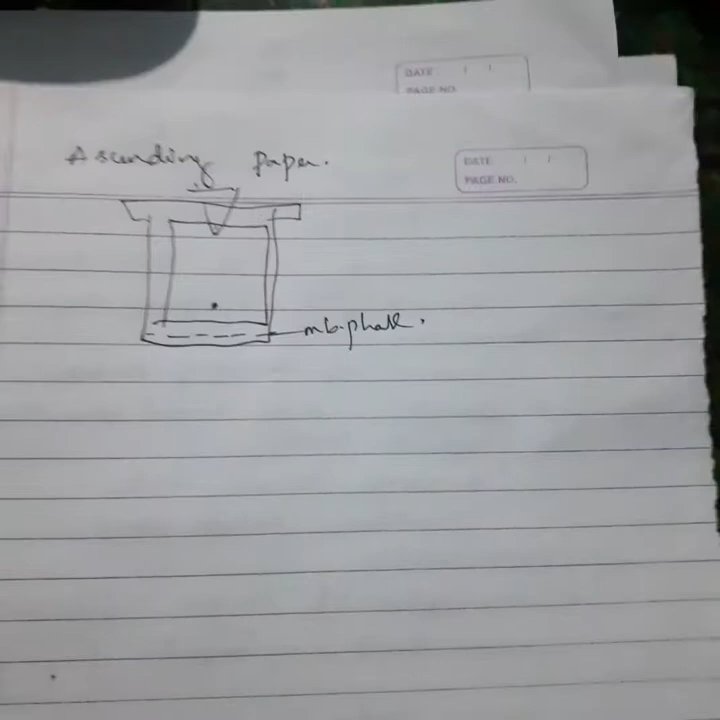 DATE / /
PAGE NO.
Ascending Paper.
DATE / /
PAGE NO.
mb.phase.